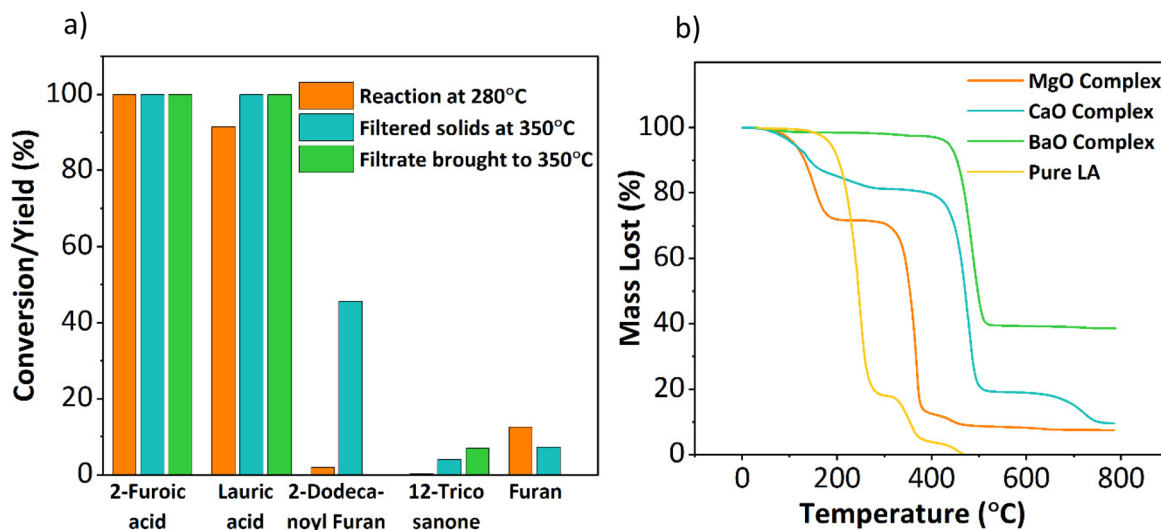 a)
Conversion/Yield (%)
100
80
60
40
20
0
Reaction at 280°C
Filtered solids at 350°C
Filtrate brought to 350°C
2-Furoic
acid
Lauric
acid
2-Dodeca-
noyl Furan
12-Trico
sanone
Furan
b)
Mass Lost (%)
100
80
60
40
20
0
MgO Complex
CaO Complex
BaO Complex
Pure LA
0
200
400
600
800
Temperature (°C)